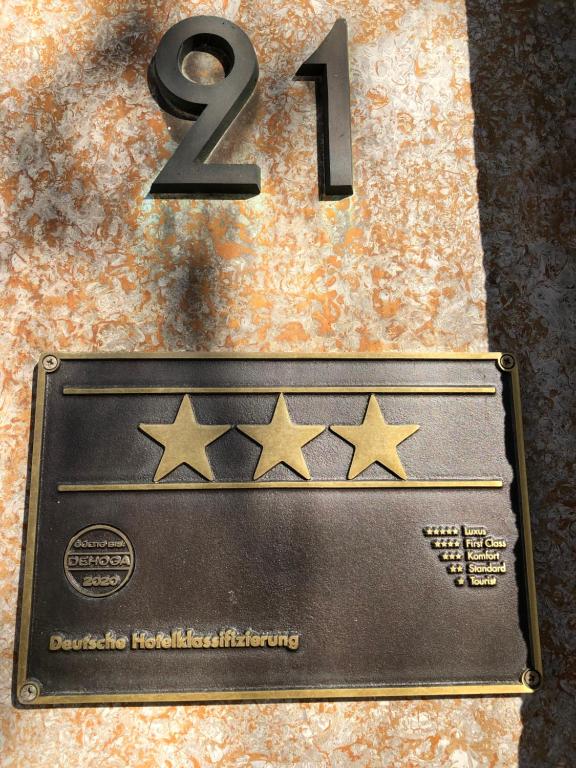 21
DEHOGA
2020
★★★★★ Luxus
★★★★ First Class
★★★ Komfort
★★ Standard
★ Tourist
Deutsche Hotelklassifizierung